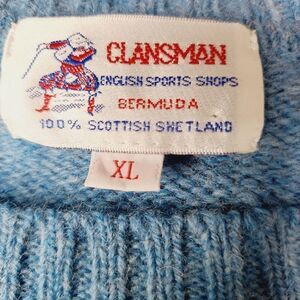 CLANSMAN
ENGLISH SPORTS SHOPS
BERMUDA
100% SCOTTISH SHETLAND
XL